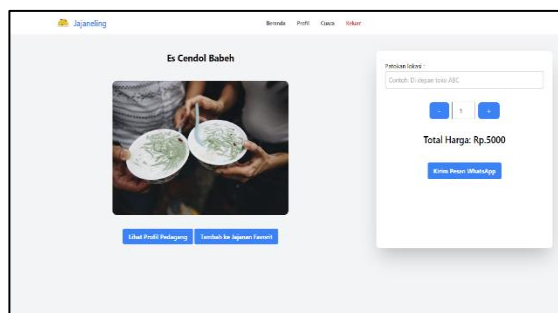 Jajaneling
Beranda Profil Cuaca Keluar
Es Cendol Babeh
Lihat Profil Pedagang
Tambah ke Jajanan Favorit
Patokan lokasi :
Contoh: Di depan toko ABC
- 1 +
Total Harga: Rp.5000
Kirim Pesan WhatsApp